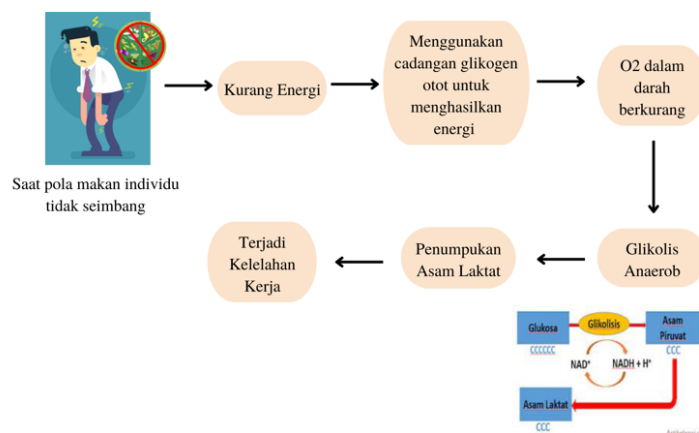 Saat pola makan individu
tidak seimbang
Kurang Energi
Menggunakan
cadangan glikogen
otot untuk
menghasilkan
energi
O2 dalam
darah
berkurang
Glikolis
Anaerob
Penumpukan
Asam Laktat
Terjadi
Kelelahan
Kerja
Glukosa
CCCCCC
Glikolisis
Asam
Piruvat
CCC
NAD⁺
NADH + H⁺
Asam Laktat
CCC